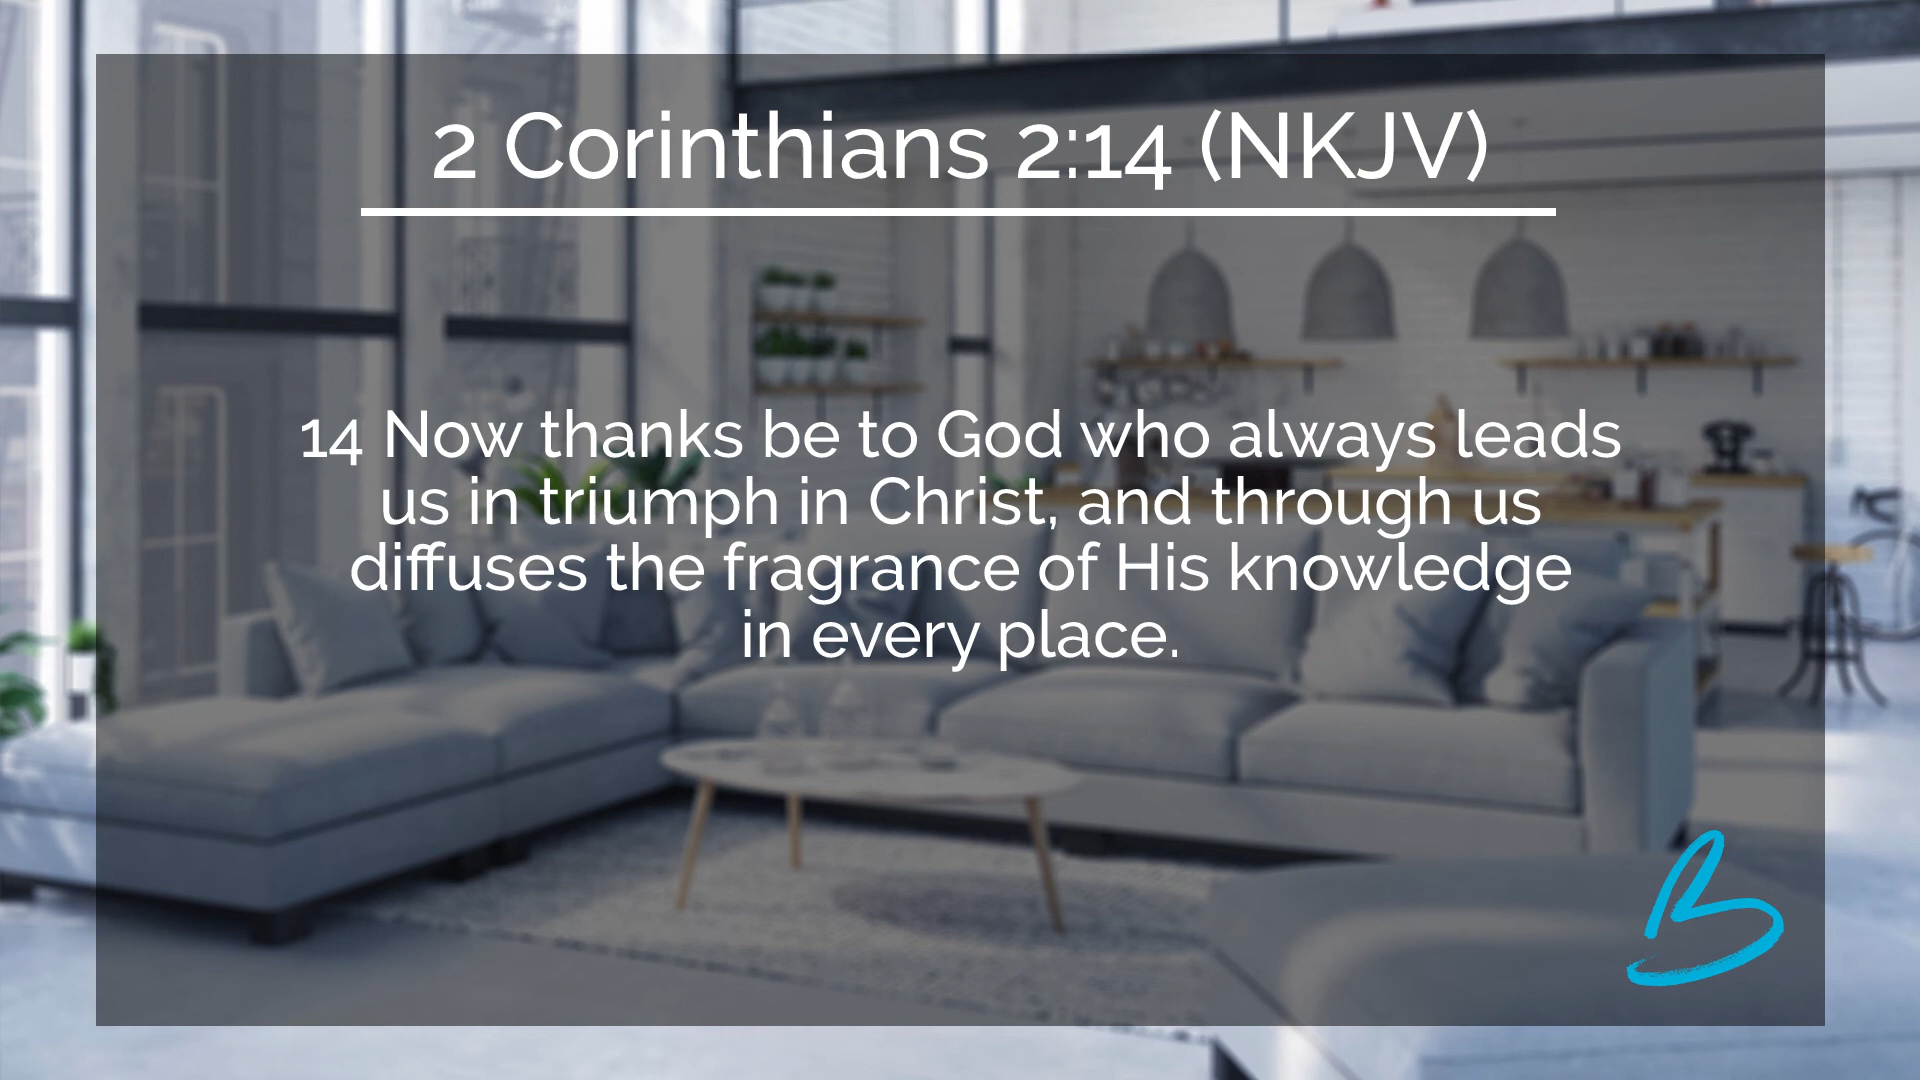 2 Corinthians 2:14 (NKJV)
14 Now thanks be to God who always leads
us in triumph in Christ, and through us
diffuses the fragrance of His knowledge
in every place.
B